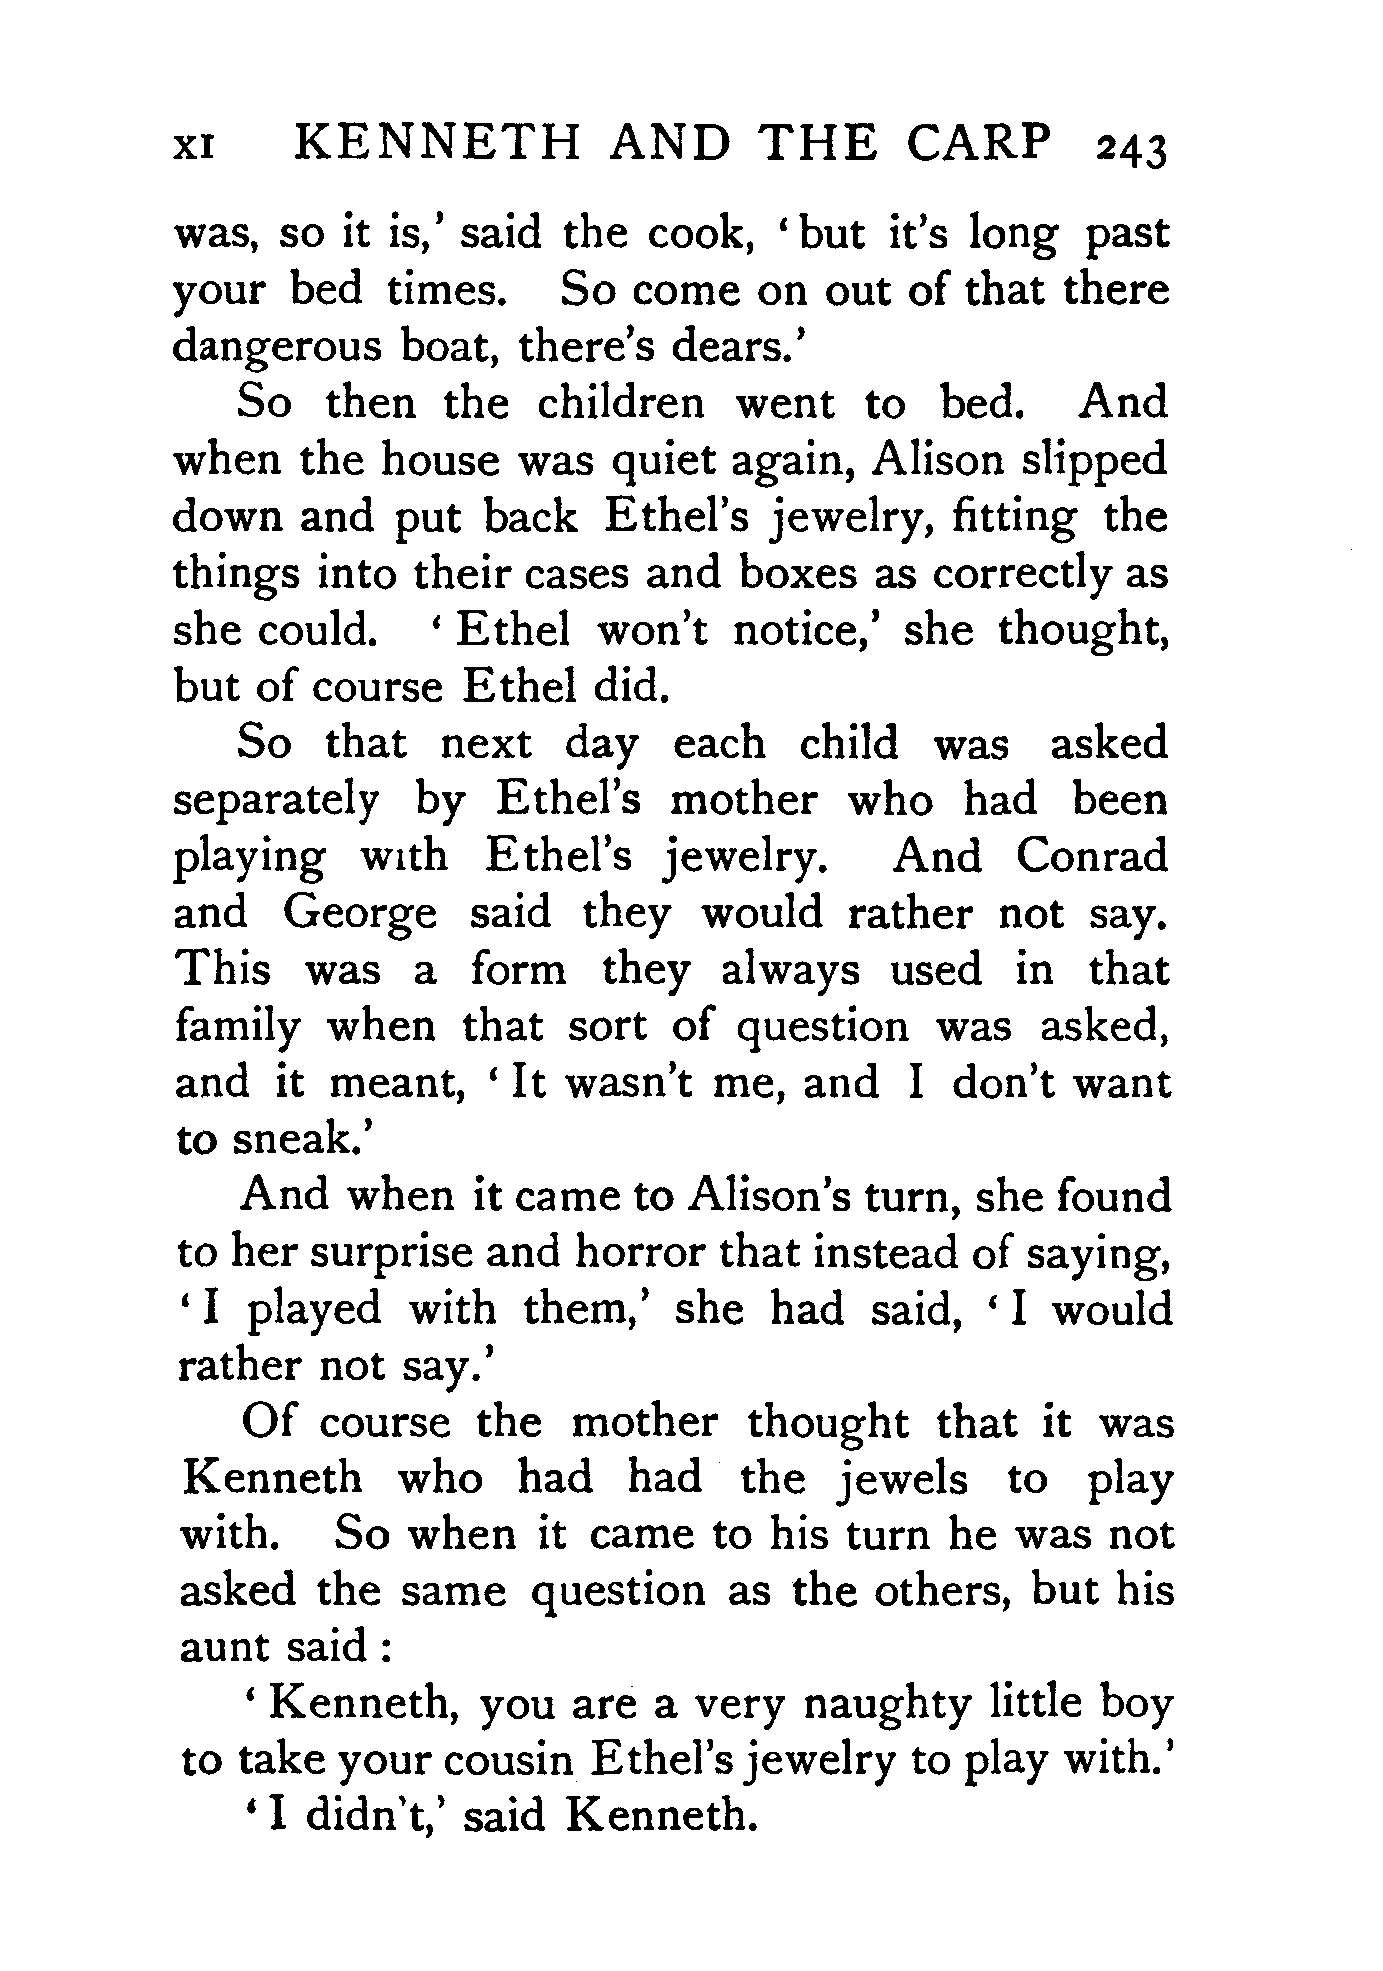 XI KENNETH AND THE CARP 243
was, so it is,' said the cook, ‘but it's long past
your bed times. So come on out of that there
dangerous boat, there's dears.'
So then the children went to bed. And
when the house was quiet again, Alison slipped
down and put back Ethel's jewelry, fitting the
things into their cases and boxes as correctly as
she could. ‘Ethel won't notice,' she thought,
but of course Ethel did.
So that next day each child was asked
separately by Ethel's mother who had been
playing with Ethel's jewelry. And Conrad
and George said they would rather not say.
This was a form they always used in that
family when that sort of question was asked,
and it meant, ‘It wasn't me, and I don't want
to sneak.'
And when it came to Alison's turn, she found
to her surprise and horror that instead of saying,
‘I played with them,' she had said, ‘I would
rather not say.'
Of course the mother thought that it was
Kenneth who had had the jewels to play
with. So when it came to his turn he was not
asked the same question as the others, but his
aunt said :
‘Kenneth, you are a very naughty little boy
to take your cousin Ethel's jewelry to play with.'
‘I didn't,' said Kenneth.